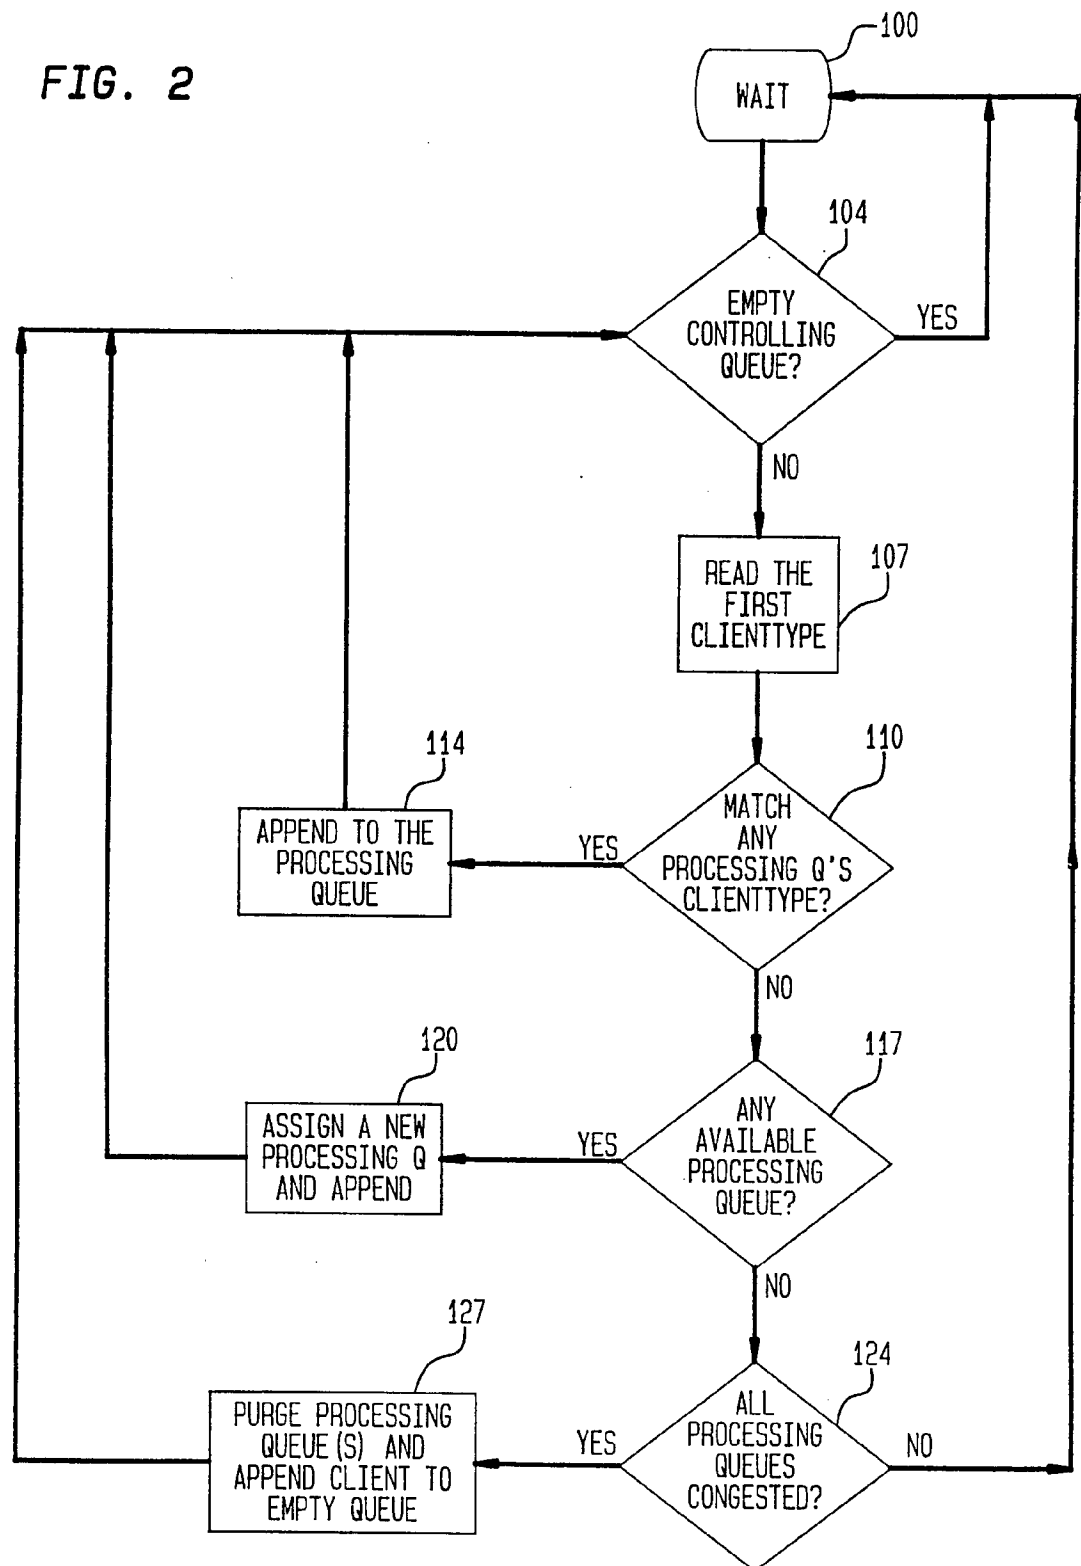 FIG. 2
100
WAIT
104
EMPTY
CONTROLLING
QUEUE?
YES
NO
READ THE
FIRST
CLIENTTYPE
107
110
MATCH
ANY
PROCESSING Q'S
CLIENTTYPE?
YES
114
APPEND TO THE
PROCESSING
QUEUE
NO
117
ANY
AVAILABLE
PROCESSING
QUEUE?
YES
120
ASSIGN A NEW
PROCESSING Q
AND APPEND
NO
124
ALL
PROCESSING
QUEUES
CONGESTED?
YES
NO
127
PURGE PROCESSING
QUEUE(S) AND
APPEND CLIENT TO
EMPTY QUEUE